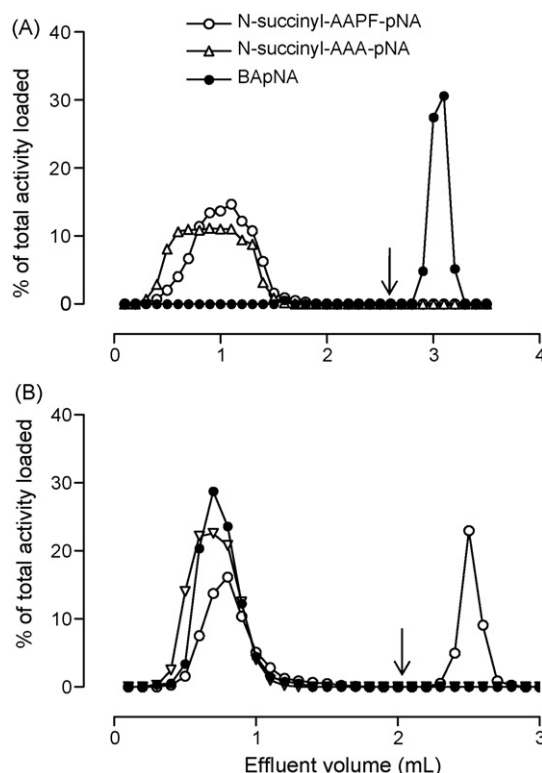 (A)
N-succinyl-AAPF-pNA
N-succinyl-AAA-pNA
BApNA
% of total activity loaded
40
30
20
10
0
0 1 2 3 4
(B)
% of total activity loaded
40
30
20
10
0
0 1 2 3
Effluent volume (mL)